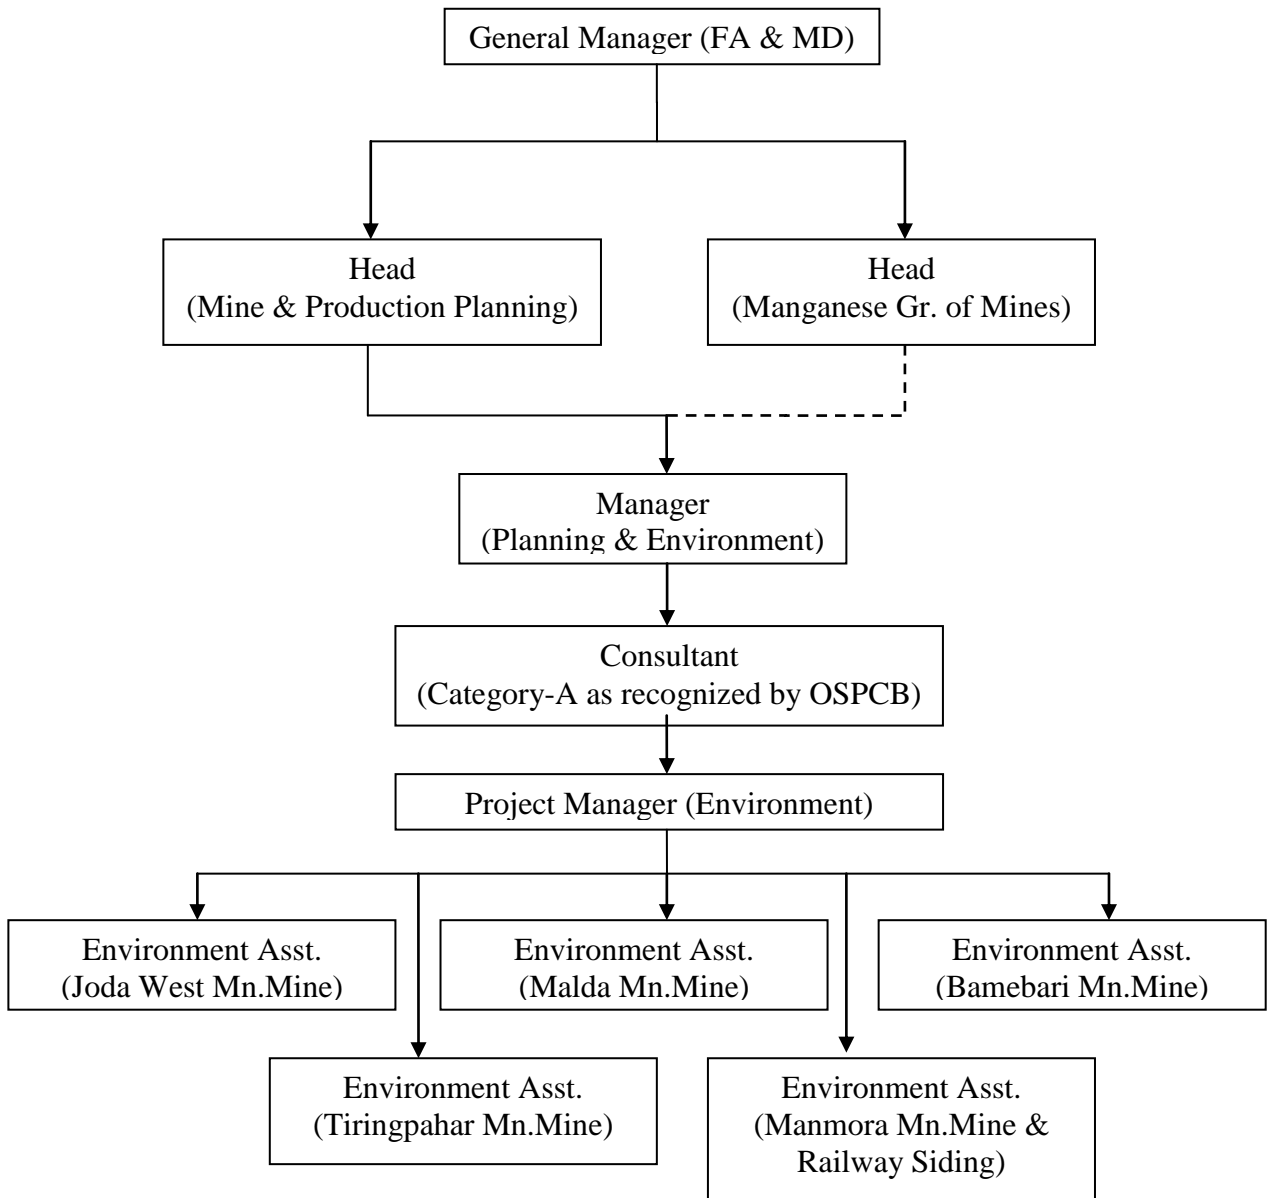 General Manager (FA & MD)
Head
(Mine & Production Planning)
Head
(Manganese Gr. of Mines)
Manager
(Planning & Environment)
Consultant
(Category-A as recognized by OSPCB)
Project Manager (Environment)
Environment Asst.
(Joda West Mn.Mine)
Environment Asst.
(Malda Mn.Mine)
Environment Asst.
(Bamebari Mn.Mine)
Environment Asst.
(Tiringpahar Mn.Mine)
Environment Asst.
(Manmora Mn.Mine &
Railway Siding)